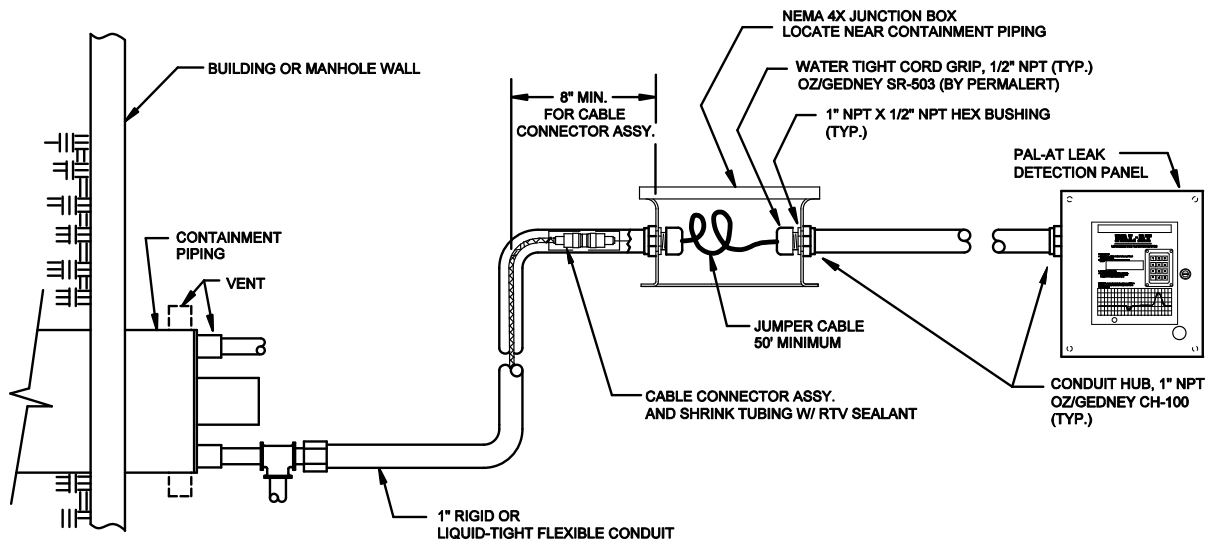 NEMA 4X JUNCTION BOX
LOCATE NEAR CONTAINMENT PIPING
BUILDING OR MANHOLE WALL
WATER TIGHT CORD GRIP, 1/2" NPT (TYP.)
OZ/GEDNEY SR-503 (BY PERMALERT)
8" MIN.
FOR CABLE
CONNECTOR ASSY.
1" NPT X 1/2" NPT HEX BUSHING
(TYP.)
PAL-AT LEAK
DETECTION PANEL
CONTAINMENT
PIPING
PAL-AT
VENT
JUMPER CABLE
50' MINIMUM
CABLE CONNECTOR ASSY.
AND SHRINK TUBING W/ RTV SEALANT
CONDUIT HUB, 1" NPT
OZ/GEDNEY CH-100
(TYP.)
1" RIGID OR
LIQUID-TIGHT FLEXIBLE CONDUIT